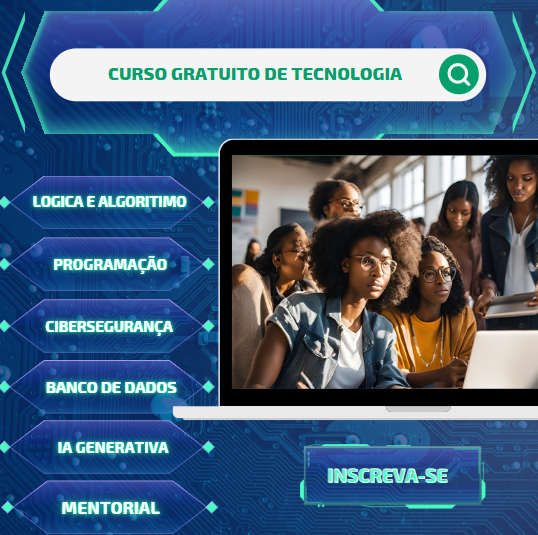 CURSO GRATUITO DE TECNOLOGIA
LOGICA E ALGORITIMO
PROGRAMAÇÃO
CIBERSEGURANÇA
BANCO DE DADOS
IA GENERATIVA
MENTORIAL
INSCREVA-SE